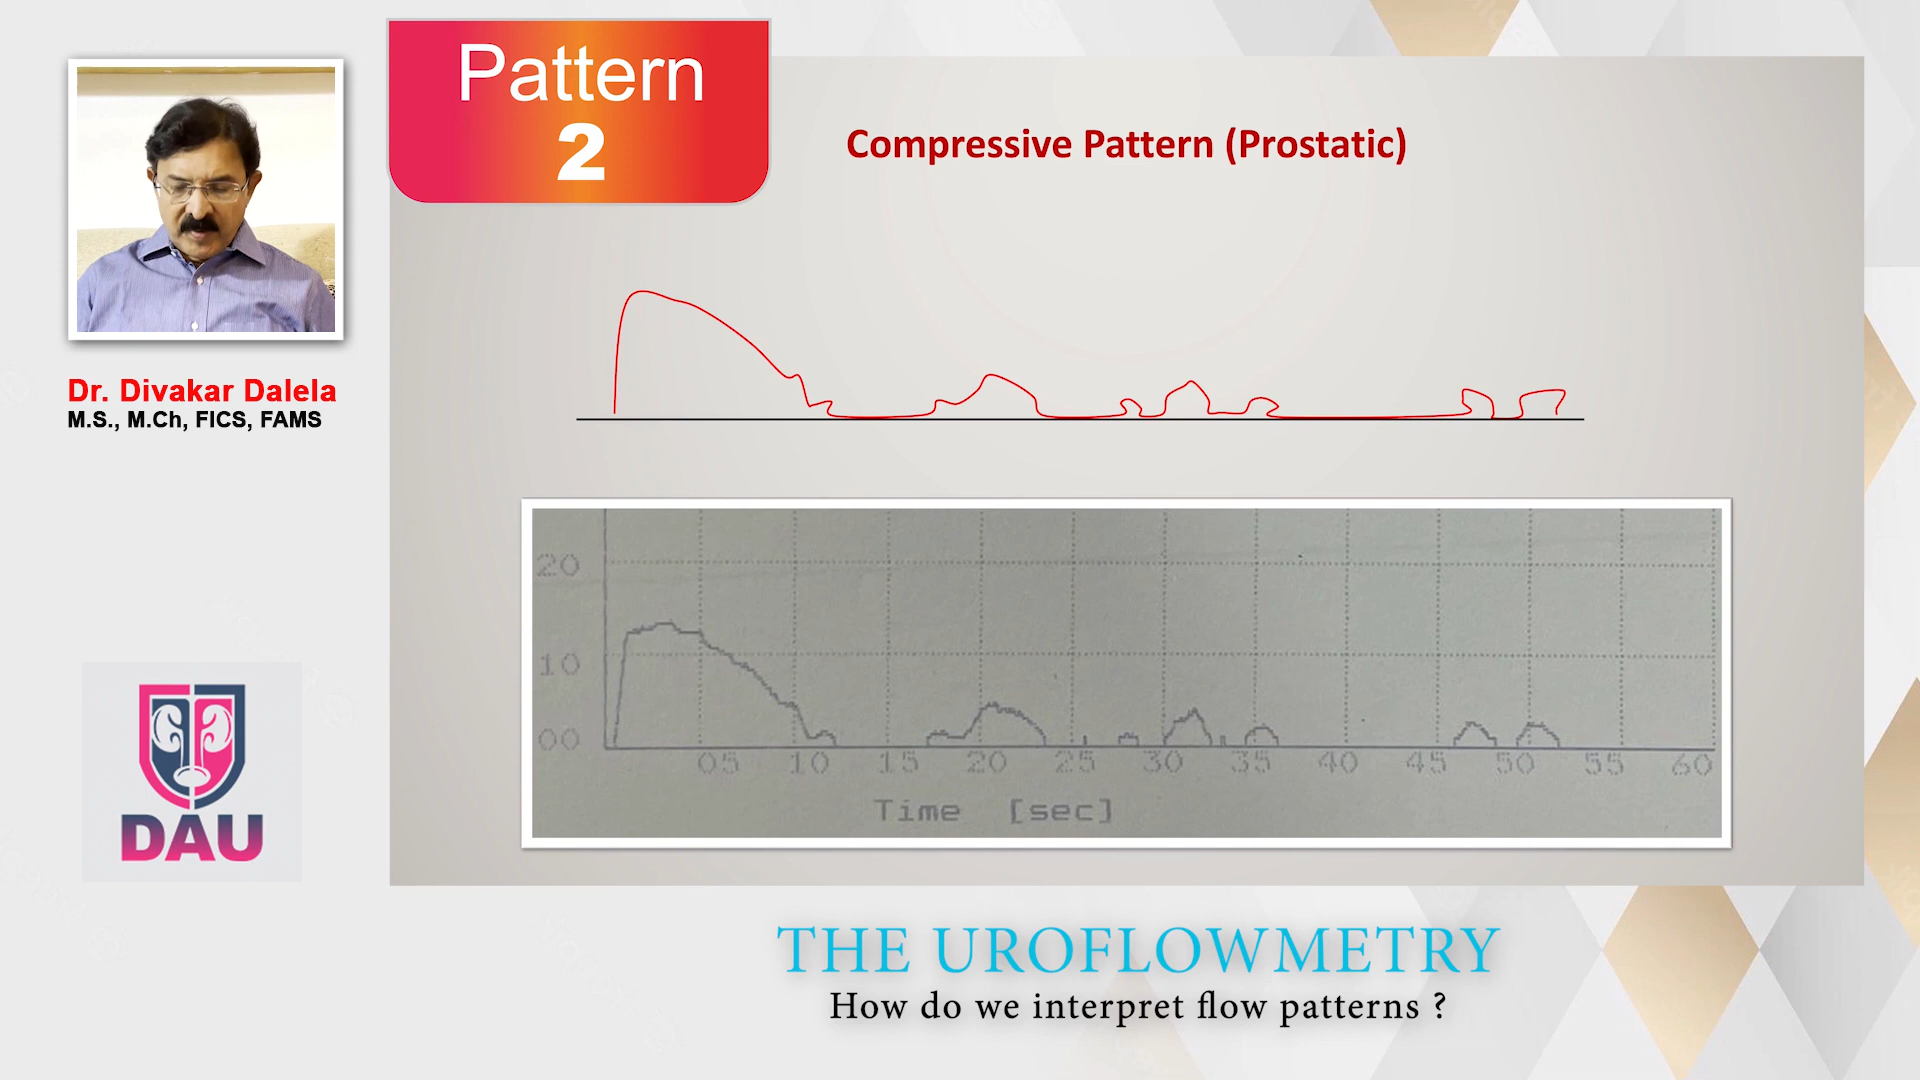 Pattern
2
Compressive Pattern (Prostatic)
Dr. Divakar Dalela
M.S., M.Ch, FICS, FAMS
20
10
00
05 10 15 20 25 30 35 40 45 50 55 60
Time [sec]
DAU
THE UROFLOWMETRY
How do we interpret flow patterns ?